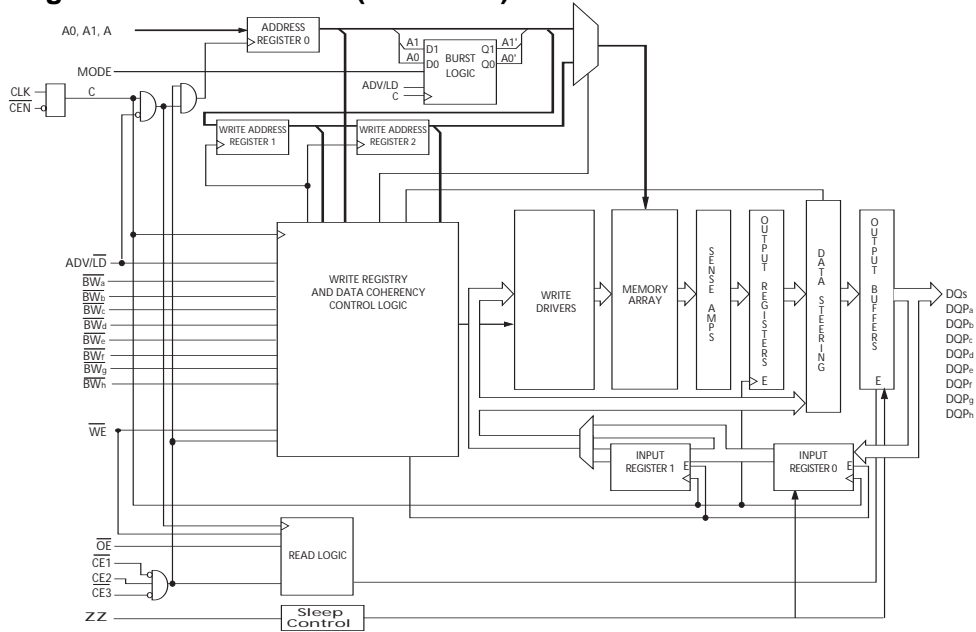 A0, A1, A
ADDRESS
REGISTER 0
A1
D1
Q1
A1'
A0
D0
BURST
LOGIC
Q0
A0'
MODE
ADV/LD
C
CLK
C
CEN
WRITE ADDRESS
REGISTER 1
WRITE ADDRESS
REGISTER 2
ADV/LD
BWa
BWb
BWc
BWd
BWe
BWf
BWg
BWh
WE
WRITE REGISTRY
AND DATA COHERENCY
CONTROL LOGIC
WRITE
DRIVERS
MEMORY
ARRAY
SENSE AMPS
OUTPUT REGISTERS
E
DATA STEERING
OUTPUT BUFFERS
E
DQs
DQPa
DQPb
DQPc
DQPd
DQPe
DQPf
DQPg
DQPh
INPUT
REGISTER 1
E
INPUT
REGISTER 0
E
OE
READ LOGIC
CE1
CE2
CE3
ZZ
Sleep
Control